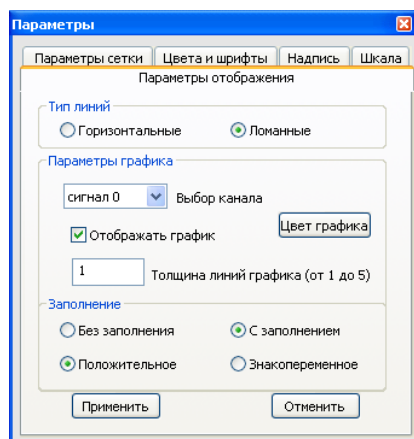 Параметры
Параметры сетки Цвета и шрифты Надпись Шкала
Параметры отображения
Тип линий
Горизонтальные Ломанные
Параметры графика
сигнал 0 Выбор канала
Отображать график Цвет графика
1 Толщина линий графика (от 1 до 5)
Заполнение
Без заполнения С заполнением
Положительное Знакопеременное
Применить Отменить